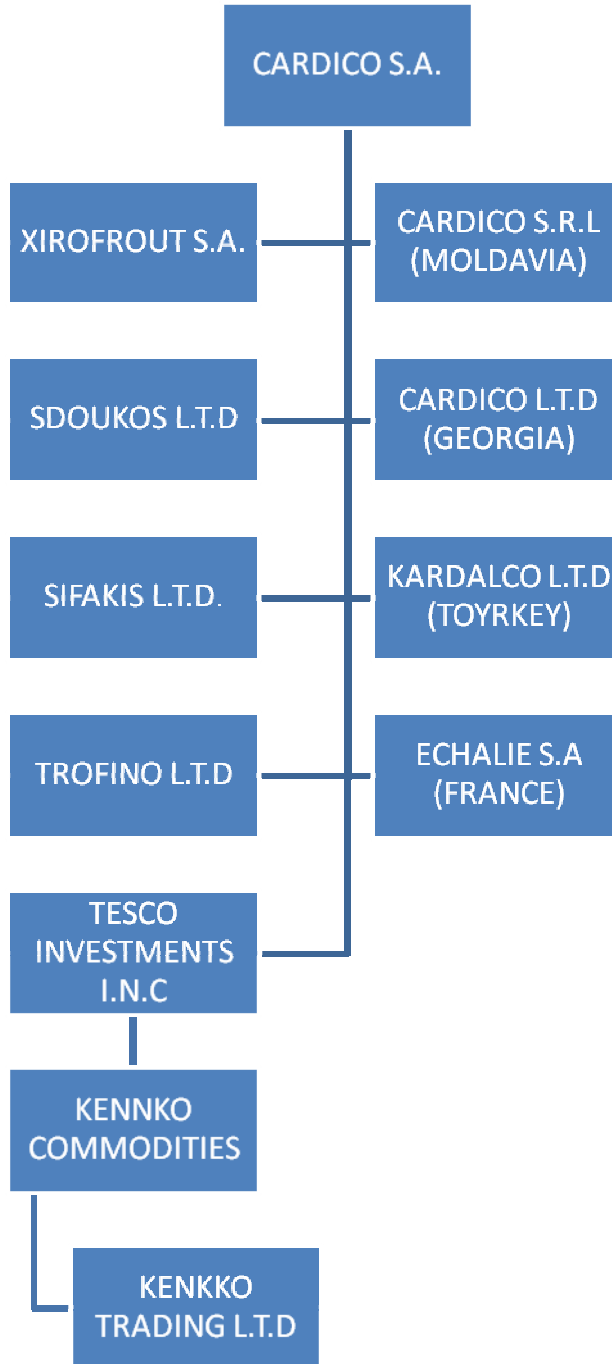 CARDICO S.A.
XIROFROUT S.A.
CARDICO S.R.L
(MOLDAVIA)
SDOUKOS L.T.D
CARDICO L.T.D
(GEORGIA)
SIFAKIS L.T.D.
KARDALCO L.T.D
(TOYRKEY)
TROFINO L.T.D
ECHALIE S.A
(FRANCE)
TESCO
INVESTMENTS
I.N.C
KENNKO
COMMODITIES
KENKKO
TRADING L.T.D